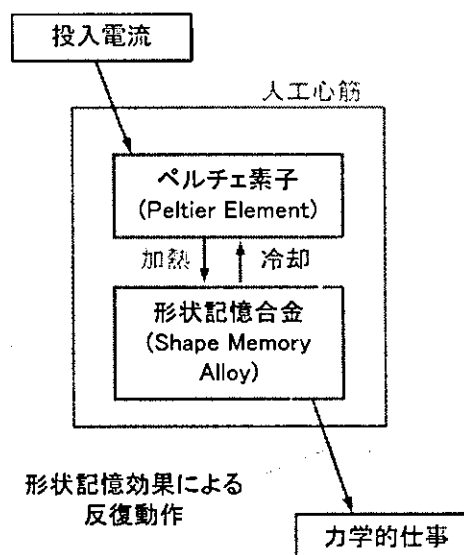 投入電流
人工心筋
ペルチェ素子
(Peltier Element)
加熱
冷却
形状記憶合金
(Shape Memory
Alloy)
形状記憶効果による
反復動作
力学的仕事